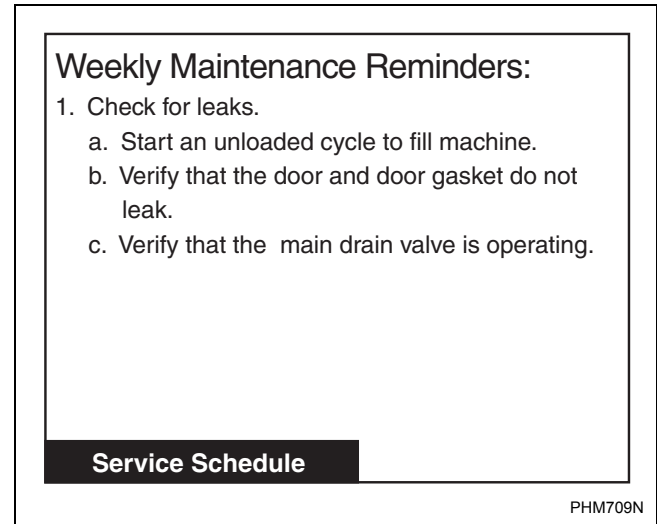 Weekly Maintenance Reminders:
1. Check for leaks.
a. Start an unloaded cycle to fill machine.
b. Verify that the door and door gasket do not
leak.
c. Verify that the main drain valve is operating.
Service Schedule
PHM709N